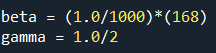 beta = (1.0/1000)*(168)
gamma = 1.0/2